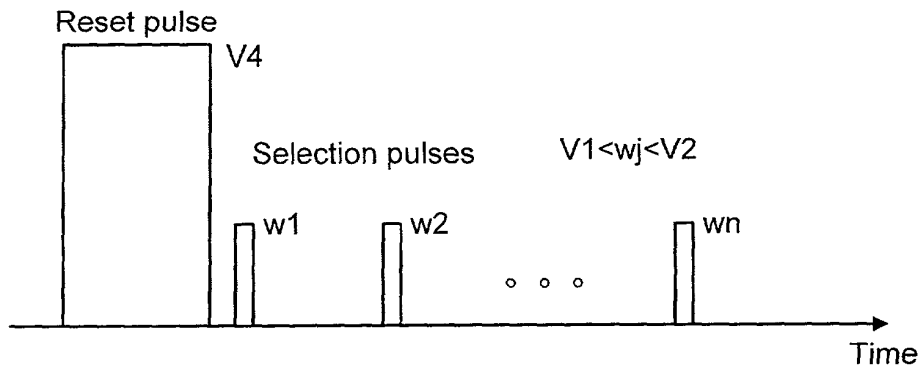 Reset pulse
V4
Selection pulses
V1<wj<V2
w1
w2
wn
Time